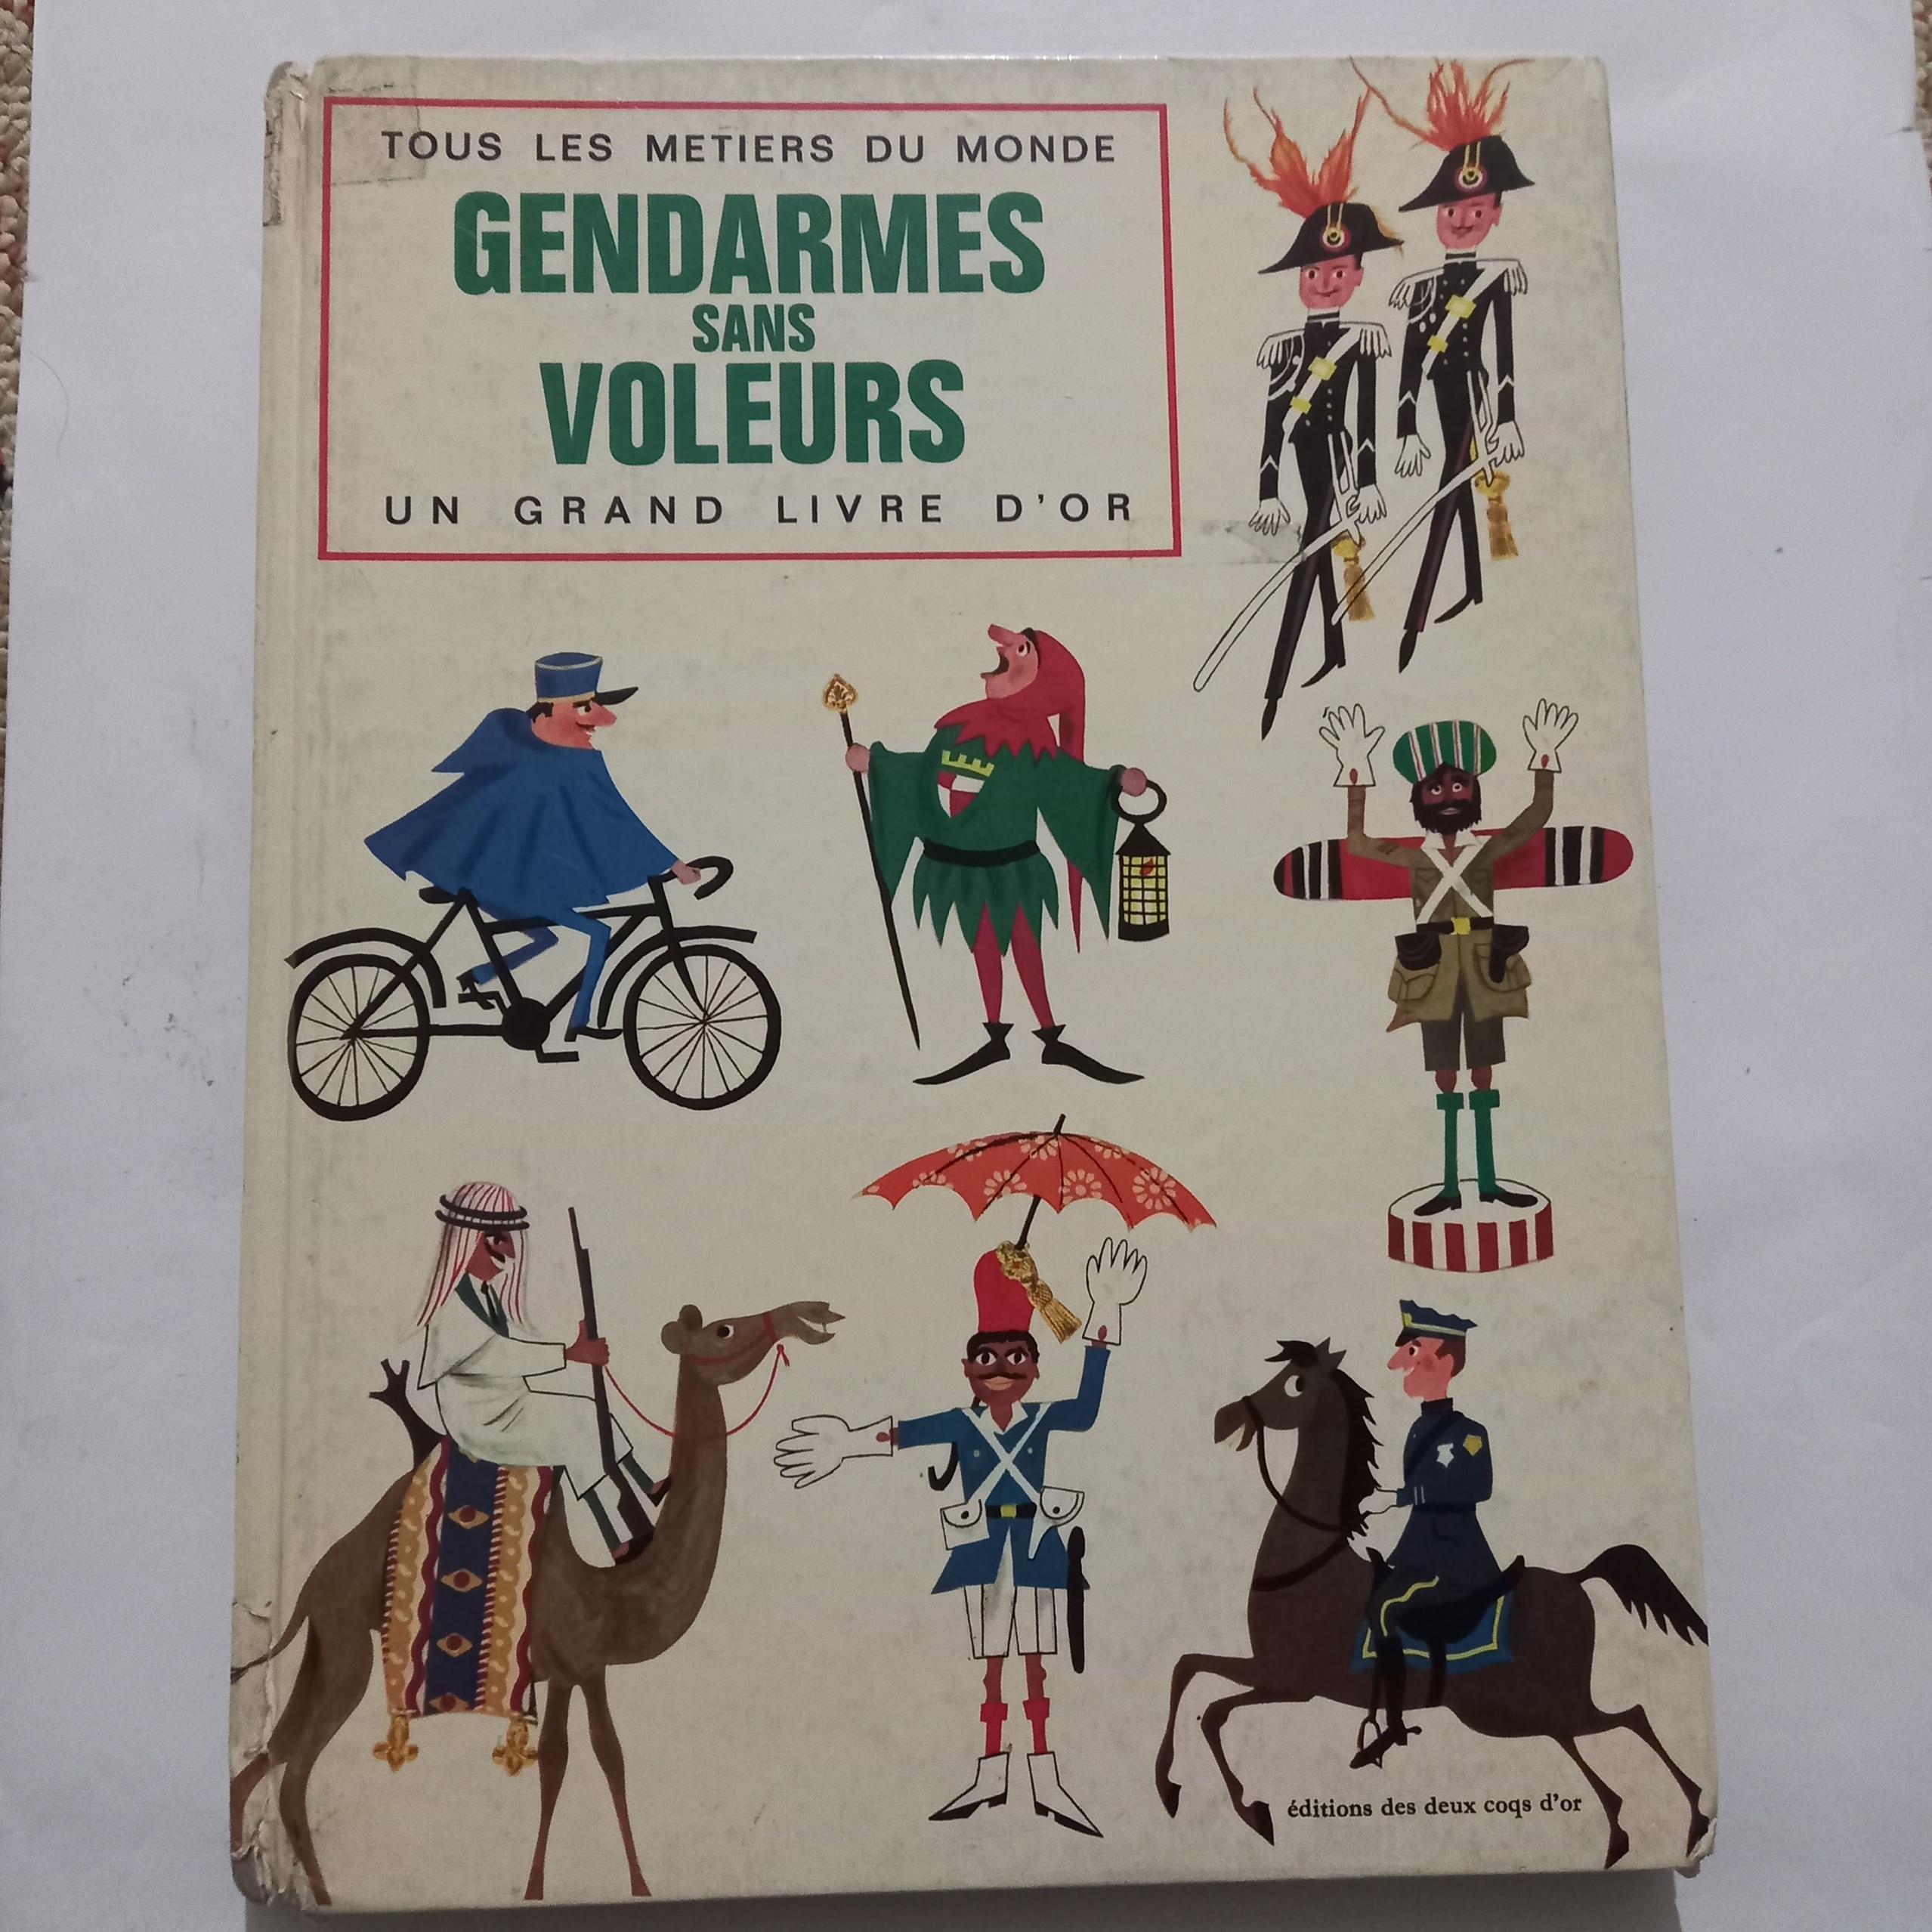 TOUS LES METIERS DU MONDE
GENDARMES
SANS
VOLEURS
UN GRAND LIVRE D'OR
éditions des deux coqs d'or